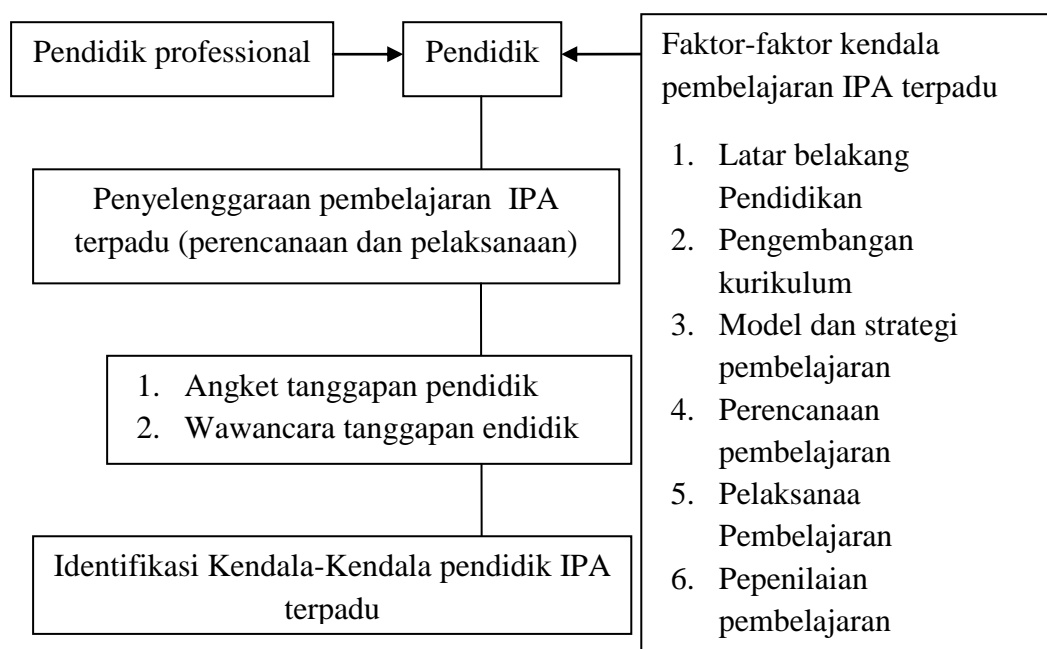 Pendidik professional
Pendidik
Penyelenggaraan pembelajaran IPA
terpadu (perencanaan dan pelaksanaan)
1. Angket tanggapan pendidik
2. Wawancara tanggapan endidik
Identifikasi Kendala-Kendala pendidik IPA
terpadu
Faktor-faktor kendala
pembelajaran IPA terpadu
1. Latar belakang
Pendidikan
2. Pengembangan
kurikulum
3. Model dan strategi
pembelajaran
4. Perencanaan
pembelajaran
5. Pelaksanaa
Pembelajaran
6. Pepenilaian
pembelajaran